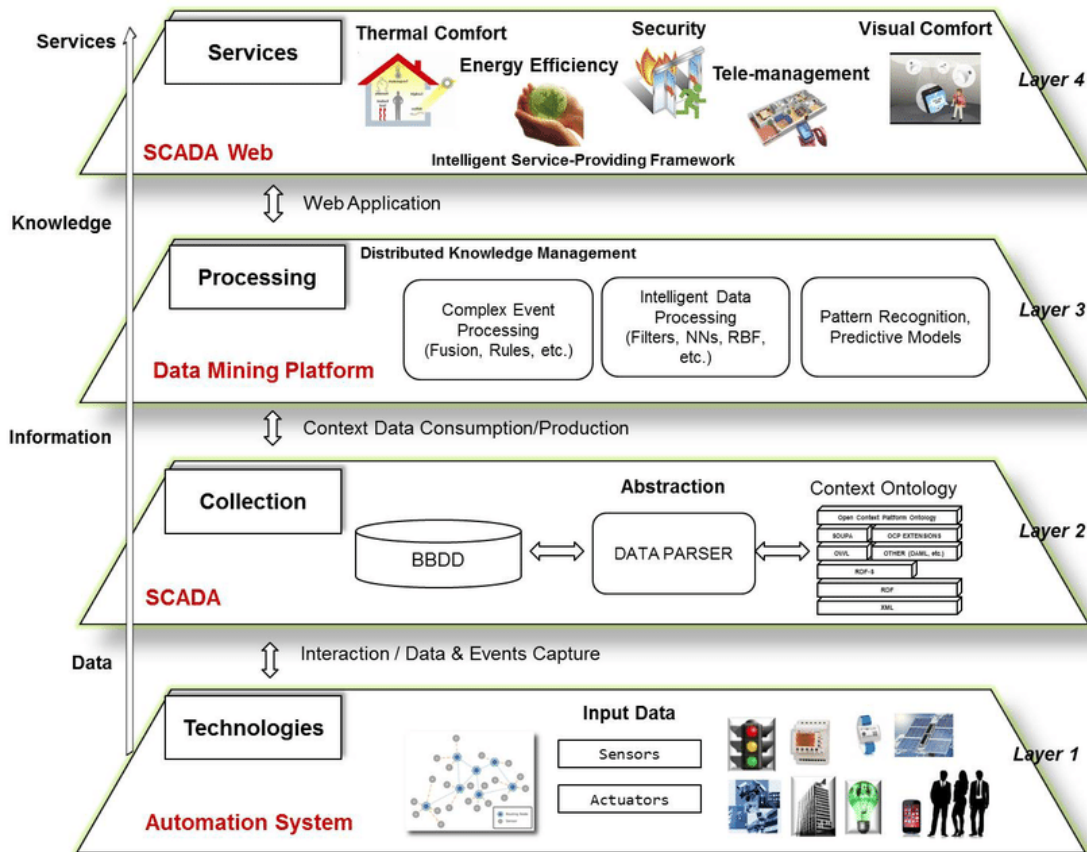 Services
Services
Thermal Comfort
Energy Efficiency
Security
Tele-management
Visual Comfort
Layer 4
SCADA Web
Intelligent Service-Providing Framework
Web Application
Knowledge
Processing
Distributed Knowledge Management
Complex Event
Processing
(Fusion, Rules, etc.)
Intelligent Data
Processing
(Filters, NNs, RBF,
etc.)
Pattern Recognition,
Predictive Models
Layer 3
Data Mining Platform
Information
Context Data Consumption/Production
Collection
Abstraction
Context Ontology
BBDD
DATA PARSER
Open Context Platform Ontology
SOUPA
OCP EXTENSIONS
OWL
OTHER (DAML, etc.)
RDF-S
RDF
XML
Layer 2
SCADA
Data
Interaction / Data & Events Capture
Technologies
Input Data
Sensors
Actuators
Layer 1
Automation System